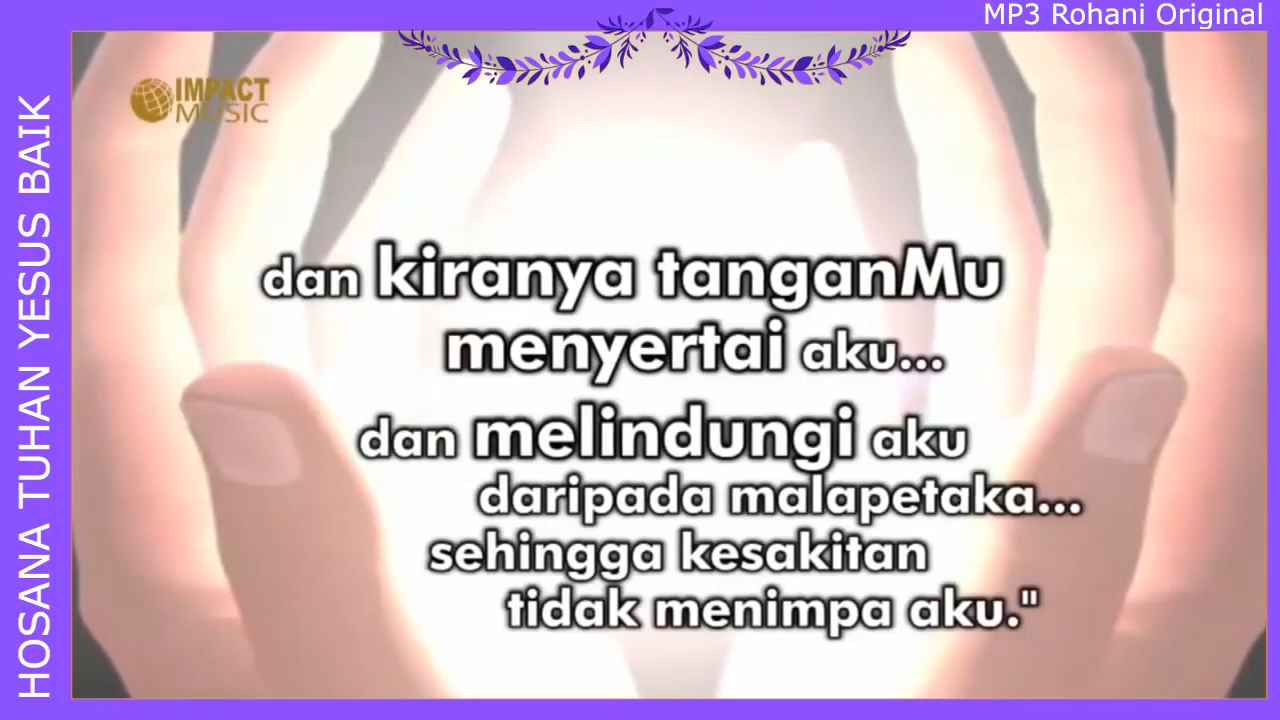 MP3 Rohani Original
IMPACT
MUSIC
HOSANA TUHAN YESUS BAIK
dan kiranya tanganMu
menyertai aku...
dan melindungi aku
daripada malapetaka...
sehingga kesakitan
tidak menimpa aku."